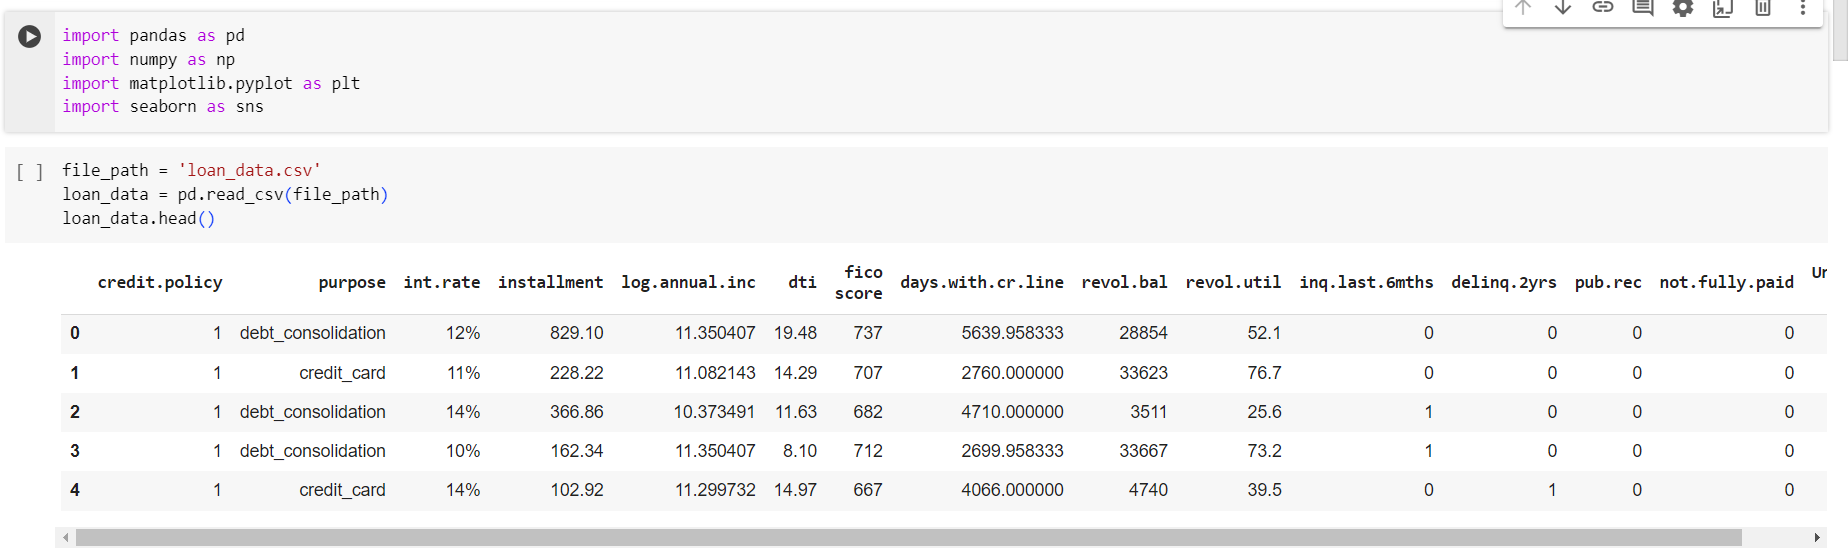 import pandas as pd
import numpy as np
import matplotlib.pyplot as plt
import seaborn as sns
[ ] file_path = 'loan_data.csv'
loan_data = pd.read_csv(file_path)
loan_data.head()
credit.policy purpose int.rate installment log.annual.inc dti fico score days.with.cr.line revol.bal revol.util inq.last.6mths delinq.2yrs pub.rec not.fully.paid
0 1 debt_consolidation 12% 829.10 11.350407 19.48 737 5639.958333 28854 52.1 0 0 0 0
1 1 credit_card 11% 228.22 11.082143 14.29 707 2760.000000 33623 76.7 0 0 0 0
2 1 debt_consolidation 14% 366.86 10.373491 11.63 682 4710.000000 3511 25.6 1 0 0 0
3 1 debt_consolidation 10% 162.34 11.350407 8.10 712 2699.958333 33667 73.2 1 0 0 0
4 1 credit_card 14% 102.92 11.299732 14.97 667 4066.000000 4740 39.5 0 1 0 0